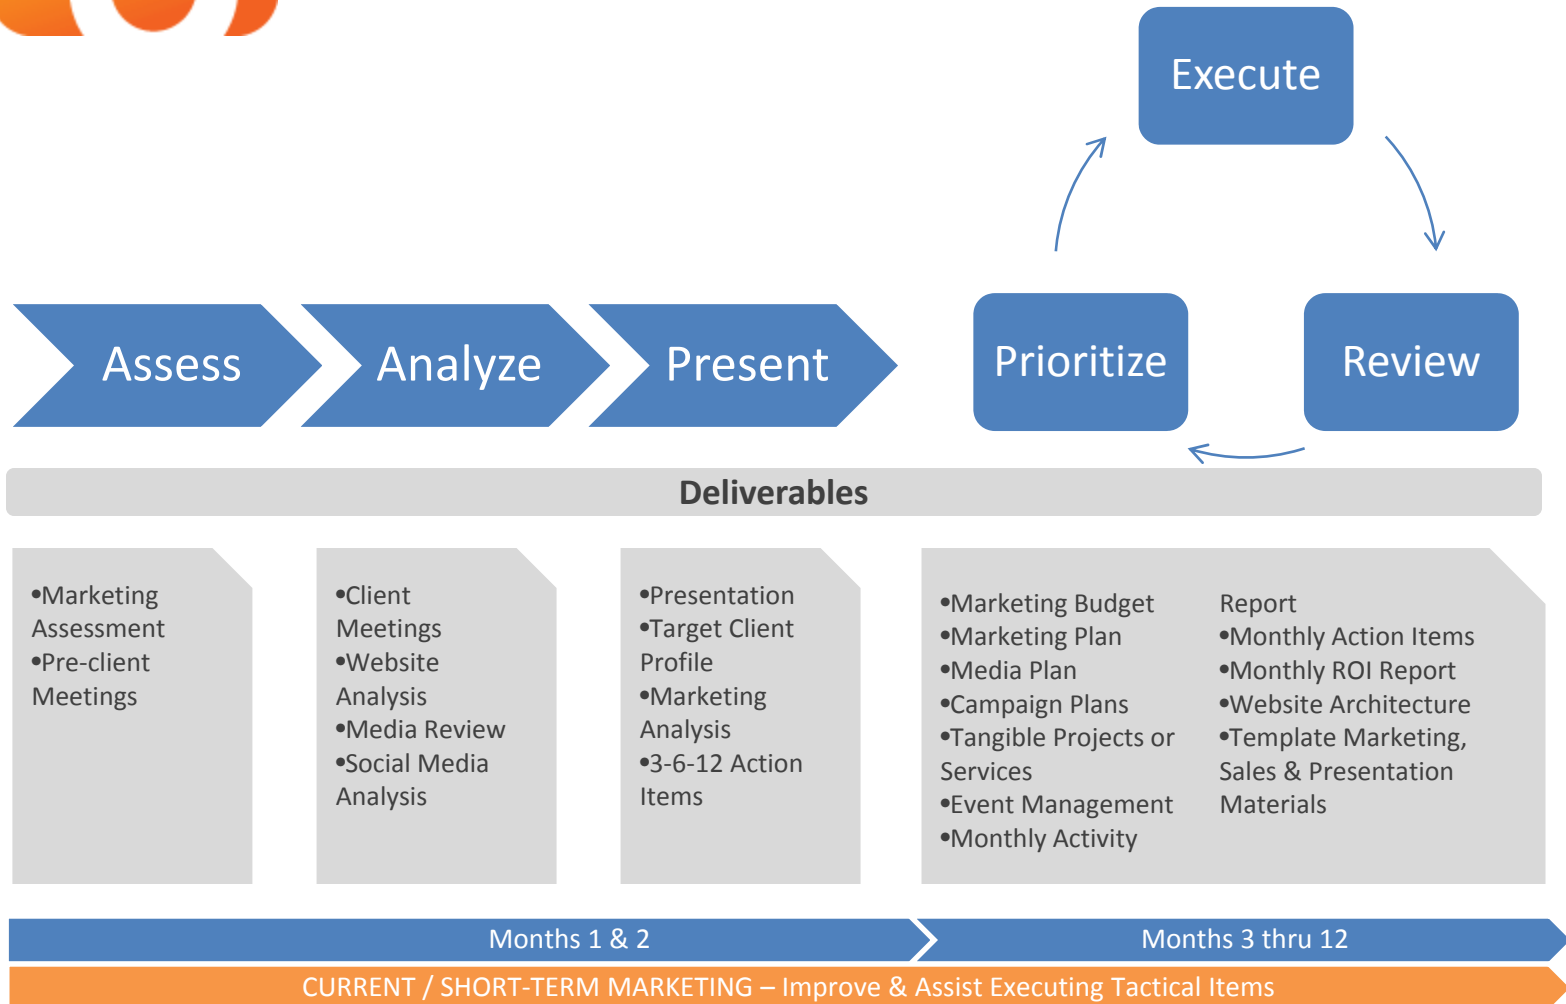 Execute
Assess
Analyze
Present
Prioritize
Review
Deliverables
•Marketing
Assessment
•Pre-client
Meetings
•Client
Meetings
•Website
Analysis
•Media Review
•Social Media
Analysis
•Presentation
•Target Client
Profile
•Marketing
Analysis
•3-6-12 Action
Items
•Marketing Budget
•Marketing Plan
•Media Plan
•Campaign Plans
•Tangible Projects or
Services
•Event Management
•Monthly Activity
Report
•Monthly Action Items
•Monthly ROI Report
•Website Architecture
•Template Marketing,
Sales & Presentation
Materials
Months 1 & 2
Months 3 thru 12
CURRENT / SHORT-TERM MARKETING – Improve & Assist Executing Tactical Items